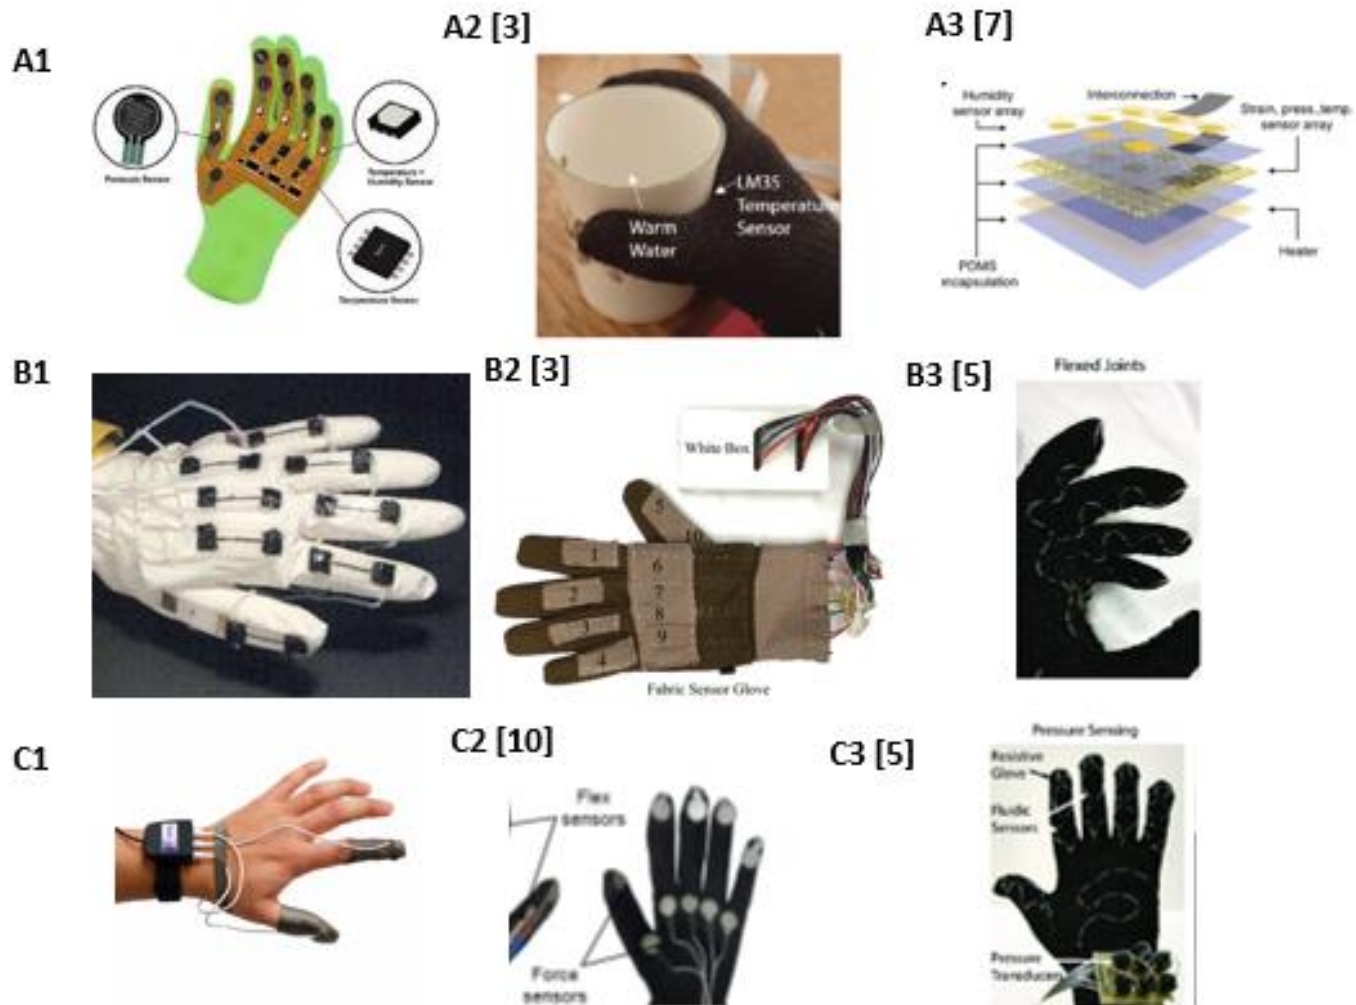 A1
Pressure Sensor
Temperature +
Humidity Sensor
Temperature Sensor
A2 [3]
LM35
Temperature
Sensor
Warm
Water
A3 [7]
Humidity
sensor array
Interconnection
Strain, press.,temp.
sensor array
PDMS
incapsulation
Heater
B1
B2 [3]
White Box
1
2
3
4
5
6
7
8
9
10
Fabric Sensor Glove
B3 [5]
Flexed Joints
C1
C2 [10]
Flex
sensors
Force
sensors
C3 [5]
Pressure Sensing
Resistive
Glove
Fluidic
Sensors
Pressure
Transducers